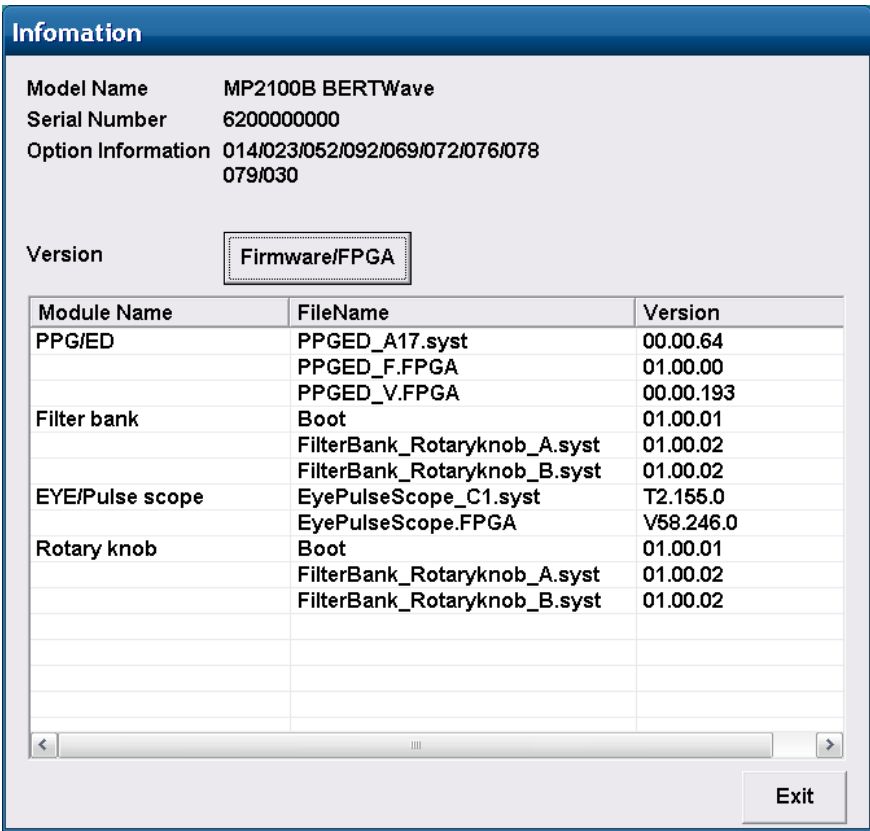 Infomation
Model Name MP2100B BERTWave
Serial Number 6200000000
Option Information 014/023/052/092/069/072/076/078
079/030
Version Firmware/FPGA
Module Name FileName Version
PPG/ED PPGED_A17.syst 00.00.64
PPGED_F.FPGA 01.00.00
PPGED_V.FPGA 00.00.193
Filter bank Boot 01.00.01
FilterBank_Rotaryknob_A.syst 01.00.02
FilterBank_Rotaryknob_B.syst 01.00.02
EYE/Pulse scope EyePulseScope_C1.syst T2.155.0
EyePulseScope.FPGA V58.246.0
Rotary knob Boot 01.00.01
FilterBank_Rotaryknob_A.syst 01.00.02
FilterBank_Rotaryknob_B.syst 01.00.02
Exit